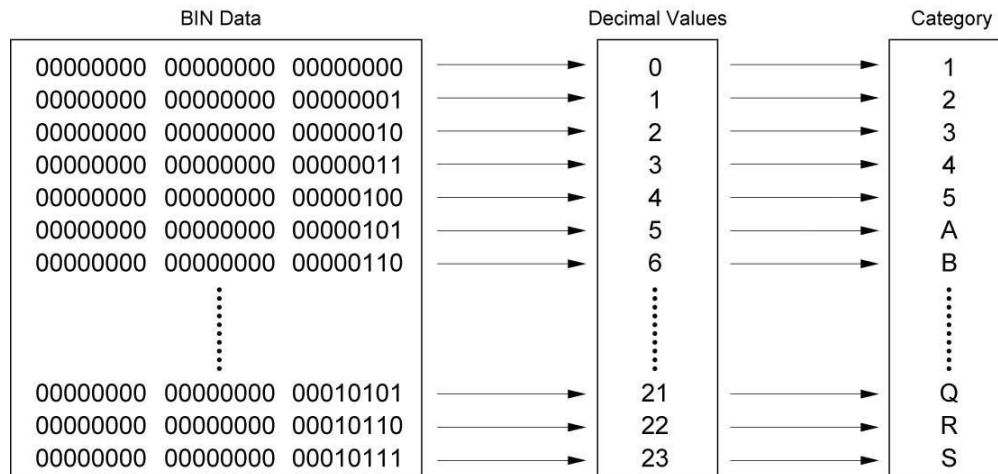 BIN Data Decimal Values Category
00000000 00000000 00000000 0 1
00000000 00000000 00000001 1 2
00000000 00000000 00000010 2 3
00000000 00000000 00000011 3 4
00000000 00000000 00000100 4 5
00000000 00000000 00000101 5 A
00000000 00000000 00000110 6 B
00000000 00000000 00010101 21 Q
00000000 00000000 00010110 22 R
00000000 00000000 00010111 23 S